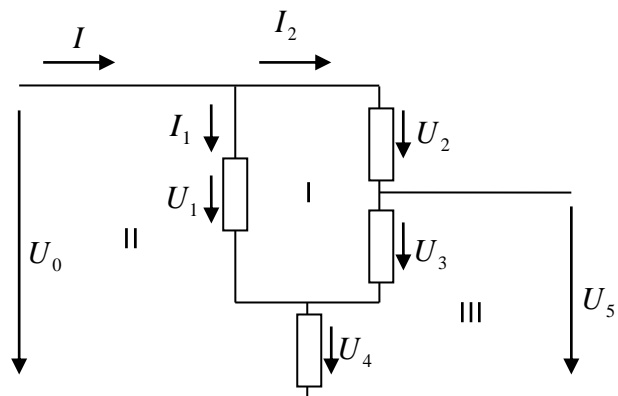 I I₂
I₁ U₂
U₁ I
II
U₀ U₃
U₅
III
U₄